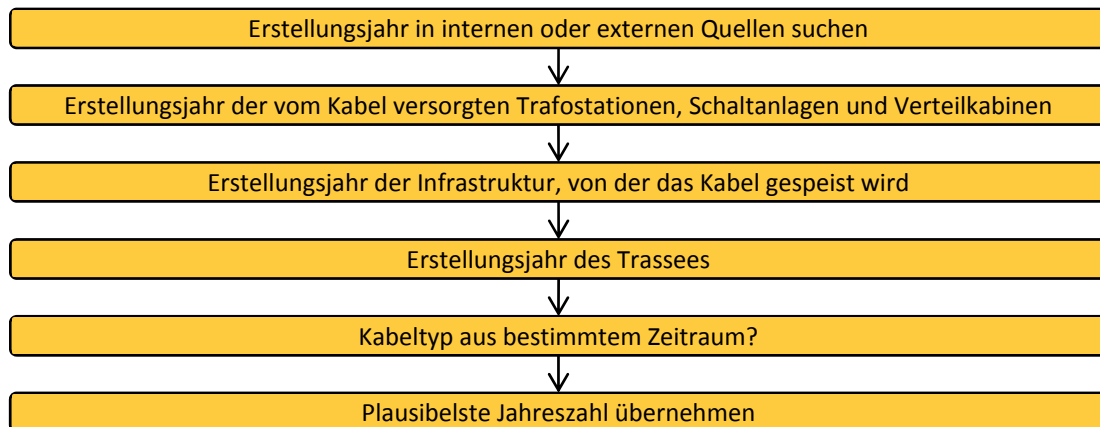 Erstellungsjahr in internen oder externen Quellen suchen
Erstellungsjahr der vom Kabel versorgten Trafostationen, Schaltanlagen und Verteilkabinen
Erstellungsjahr der Infrastruktur, von der das Kabel gespeist wird
Erstellungsjahr des Trassees
Kabeltyp aus bestimmtem Zeitraum?
Plausibelste Jahreszahl übernehmen